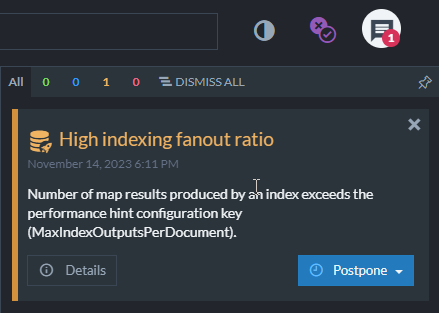 1
All 0 0 1 0 DISMISS ALL
High indexing fanout ratio
November 14, 2023 6:11 PM
Number of map results produced by an index exceeds the
performance hint configuration key
(MaxIndexOutputsPerDocument).
Details Postpone